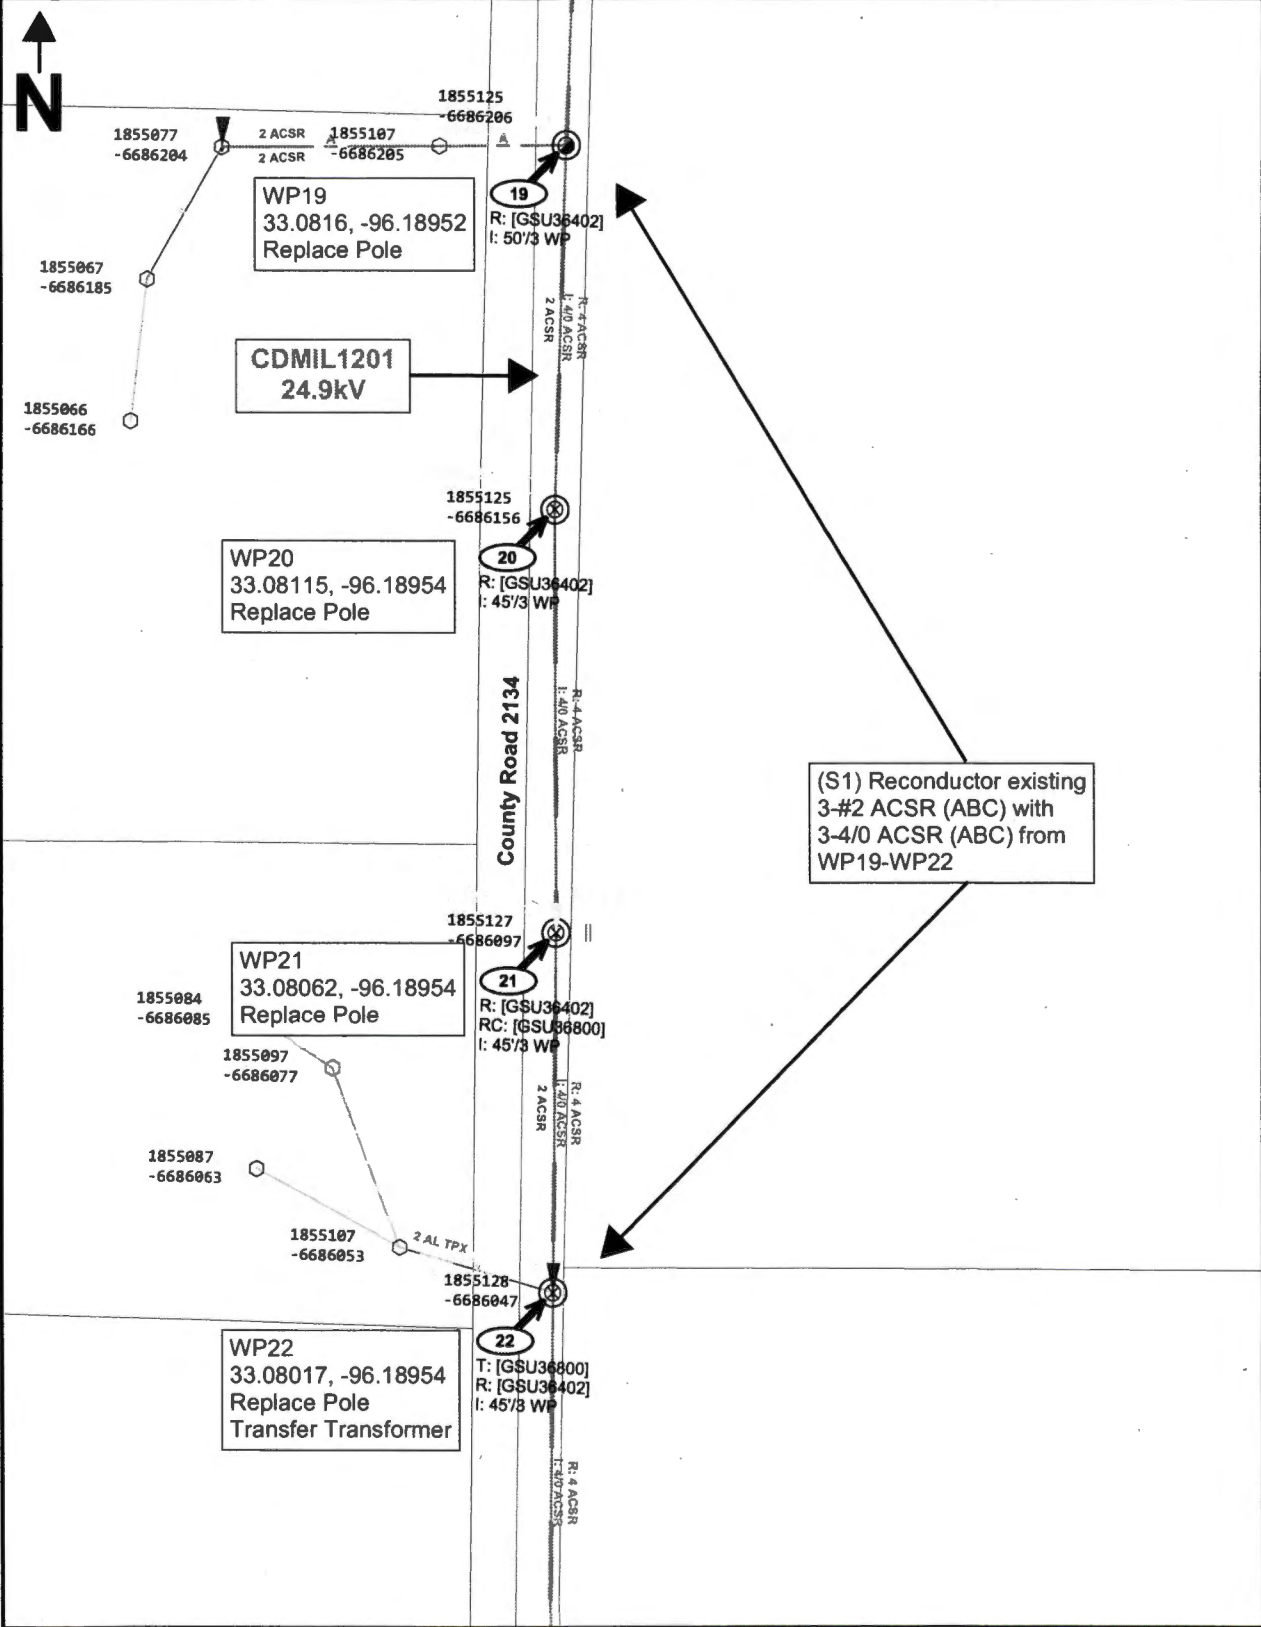 N
1855125
-6686206
1855077
-6686204
2 ACSR
2 ACSR
A
1855107
-6686205
A
WP19
33.0816, -96.18952
Replace Pole
19
R: [GSU36402]
I: 50'/3 WP
1855067
-6686185
R: 4 ACSR
I: 4/0 ACSR
2 ACSR
CDMIL1201
24.9kV
1855066
-6686166
1855125
-6686156
20
WP20
33.08115, -96.18954
Replace Pole
R: [GSU36402]
I: 45'/3 WP
County Road 2134
R: 4 ACSR
I: 4/0 ACSR
(S1) Reconductor existing
3-#2 ACSR (ABC) with
3-4/0 ACSR (ABC) from
WP19-WP22
1855127
-6686097
WP21
33.08062, -96.18954
Replace Pole
21
R: [GSU36402]
RC: [GSU36800]
I: 45'/3 WP
1855084
-6686085
1855097
-6686077
R: 4 ACSR
I: 4/0 ACSR
2 ACSR
1855087
-6686063
1855107
-6686053
2 AL TPX
1855128
-6686047
22
WP22
33.08017, -96.18954
Replace Pole
Transfer Transformer
T: [GSU36800]
R: [GSU36402]
I: 45'/3 WP
R: 4 ACSR
I: 4/0 ACSR